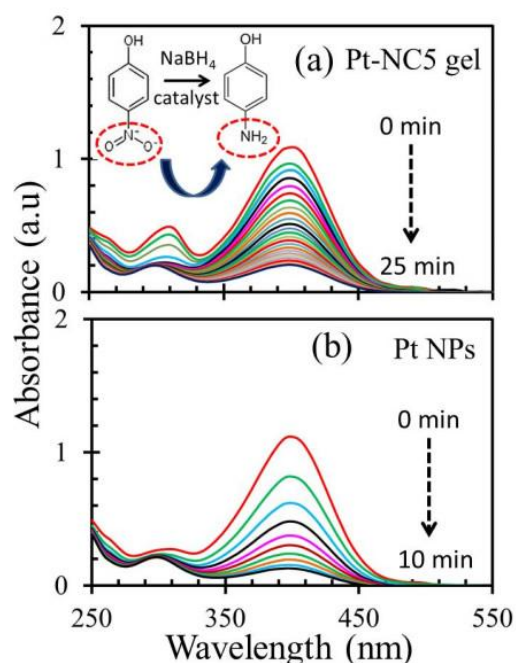 2
OH
NaBH4
catalyst
OH
N
O
O-
NH2
(a) Pt-NC5 gel
0 min
25 min
1
0
2
(b) Pt NPs
0 min
10 min
1
0
Absorbance (a.u)
250 350 450 550
Wavelength (nm)